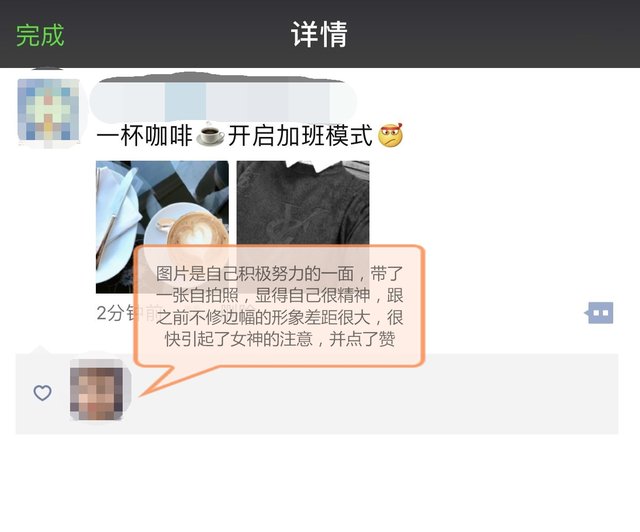 完成
详情
一杯咖啡☕开启加班模式
2分钟前
图片是自己积极努力的一面，带了
一张自拍照，显得自己很精神，跟
之前不修边幅的形象差距很大，很
快引起了女神的注意，并点了赞